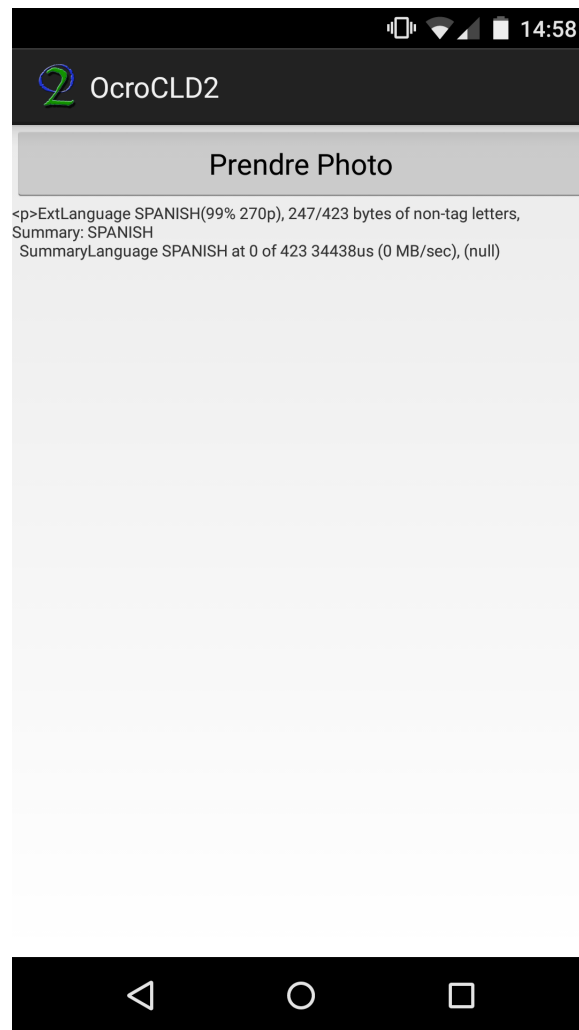 14:58
OcroCLD2
Prendre Photo
<p>ExtLanguage SPANISH(99% 270p), 247/423 bytes of non-tag letters,
Summary: SPANISH
SummaryLanguage SPANISH at 0 of 423 34438us (0 MB/sec), (null)